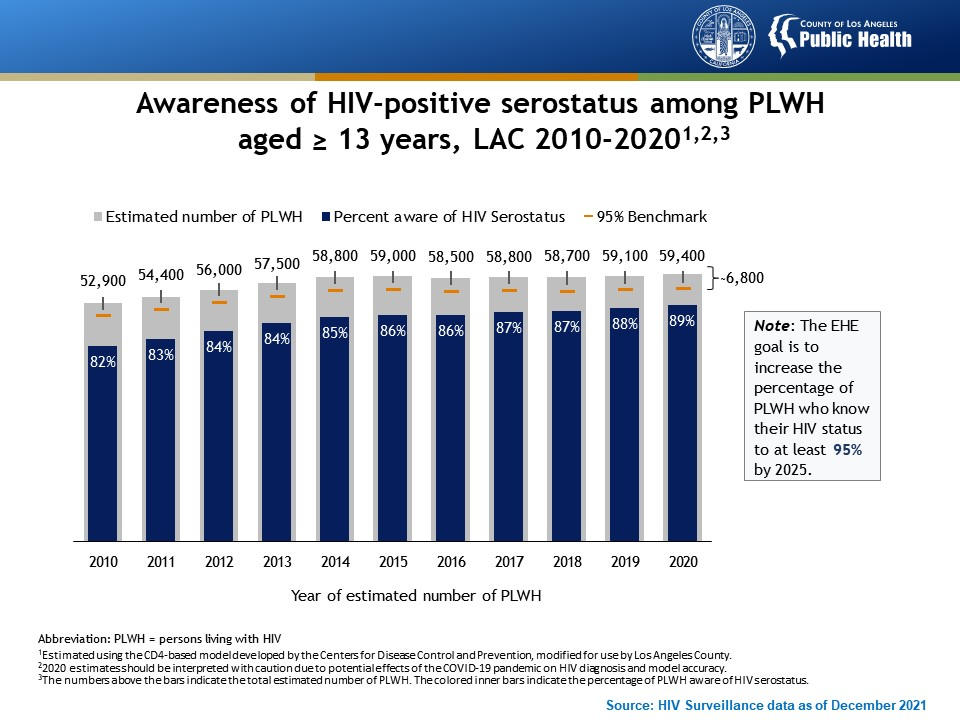 COUNTY OF LOS ANGELES
Public Health
Awareness of HIV-positive serostatus among PLWH
aged ≥ 13 years, LAC 2010-2020¹,²,³
Estimated number of PLWH Percent aware of HIV Serostatus 95% Benchmark
52,900 54,400 56,000 57,500 58,800 59,000 58,500 58,800 58,700 59,100 59,400
~6,800
82% 83% 84% 84% 85% 86% 86% 87% 87% 88% 89%
Note: The EHE
goal is to
increase the
percentage of
PLWH who know
their HIV status
to at least 95%
by 2025.
2010 2011 2012 2013 2014 2015 2016 2017 2018 2019 2020
Year of estimated number of PLWH
Abbreviation: PLWH = persons living with HIV
¹Estimated using the CD4-based model developed by the Centers for Disease Control and Prevention, modified for use by Los Angeles County.
²2020 estimates should be interpreted with caution due to potential effects of the COVID-19 pandemic on HIV diagnosis and model accuracy.
³The numbers above the bars indicate the total estimated number of PLWH. The colored inner bars indicate the percentage of PLWH aware of HIV serostatus.
Source: HIV Surveillance data as of December 2021